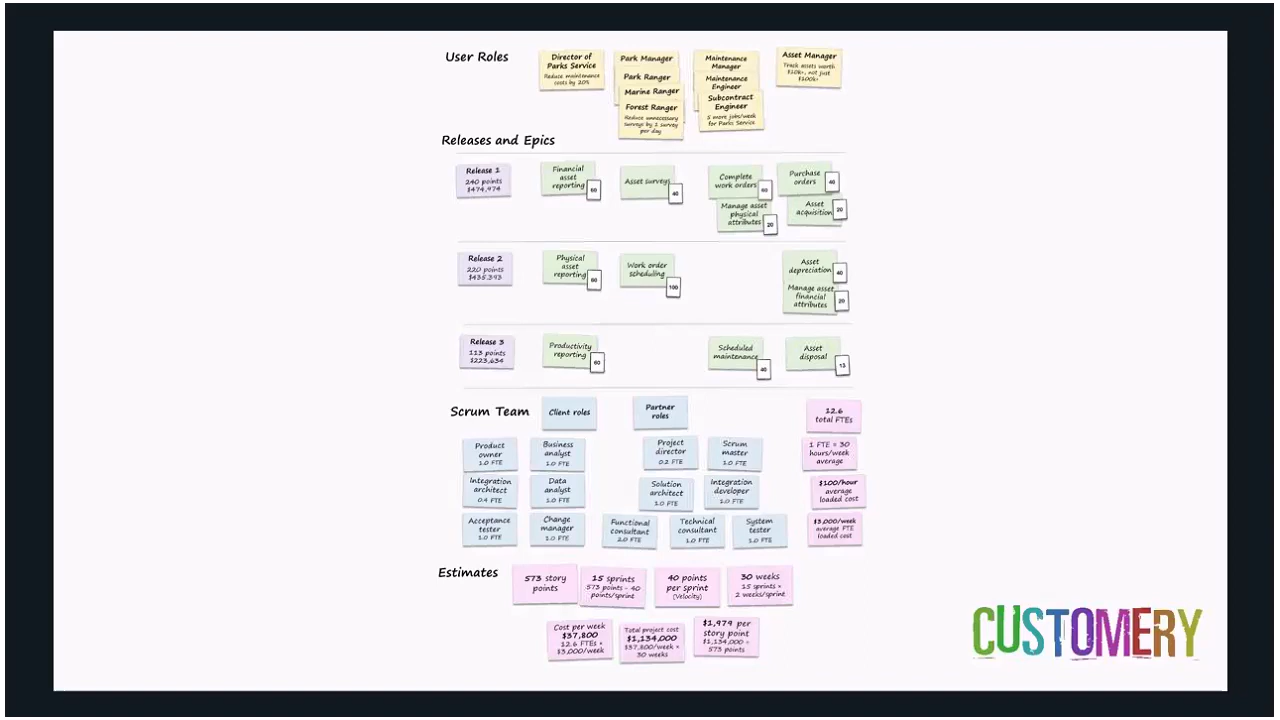 User Roles
Director of
Parks Service
Reduce maintenance
costs by 20%
Park Manager
Park Ranger
Marine Ranger
Forest Ranger
Reduce unnecessary
surveys by 1 survey
per day
Maintenance
Manager
Maintenance
Engineer
Subcontract
Engineer
5 more jobs/week
for Parks Service
Asset Manager
Track assets worth
$10k+, not just
$100k+
Releases and Epics
Release 1
240 points
$474,974
Financial
asset
reporting
60
Asset surveys
40
Complete
work orders
60
Manage asset
physical
attributes
20
Purchase
orders
40
Asset
acquisition
20
Release 2
220 points
$435,393
Physical
asset
reporting
60
Work order
scheduling
100
Asset
depreciation
40
Manage asset
financial
attributes
20
Release 3
113 points
$223,634
Productivity
reporting
60
Scheduled
maintenance
40
Asset
disposal
13
Scrum Team
Client roles
Partner
roles
12.6
total FTEs
Product
owner
1.0 FTE
Business
analyst
1.0 FTE
Project
director
0.2 FTE
Scrum
master
1.0 FTE
1 FTE = 30
hours/week
average
Integration
architect
0.4 FTE
Data
analyst
1.0 FTE
Solution
architect
1.0 FTE
Integration
developer
1.0 FTE
$100/hour
average
loaded cost
Acceptance
tester
1.0 FTE
Change
manager
1.0 FTE
Functional
consultant
2.0 FTE
Technical
consultant
1.0 FTE
System
tester
1.0 FTE
$3,000/week
average FTE
loaded cost
Estimates
573 story
points
15 sprints
573 points ÷ 40
points/sprint
40 points
per sprint
(Velocity)
30 weeks
15 sprints ×
2 weeks/sprint
Cost per week
$37,800
12.6 FTEs ×
$3,000/week
Total project cost
$1,134,000
$37,800/week ×
30 weeks
$1,979 per
story point
$1,134,000 ÷
573 points
CUSTOMERY